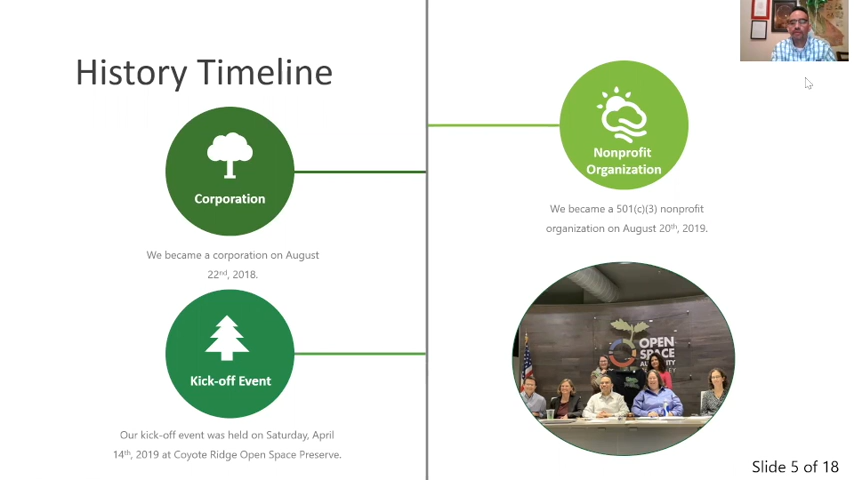 History Timeline
Corporation
We became a corporation on August
22nd, 2018.
Kick-off Event
Our kick-off event was held on Saturday, April
14th, 2019 at Coyote Ridge Open Space Preserve.
Nonprofit
Organization
We became a 501(c)(3) nonprofit
organization on August 20th, 2019.
OPEN
SPACE
Slide 5 of 18